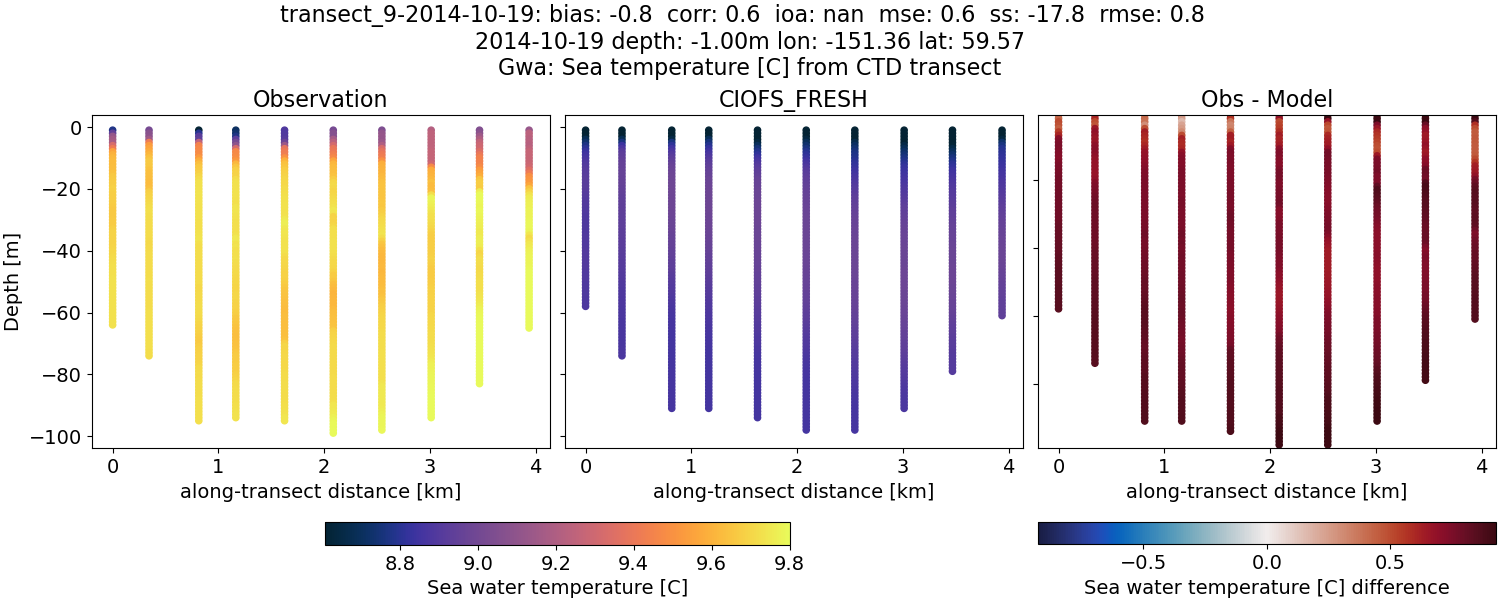 transect_9-2014-10-19: bias: -0.8  corr: 0.6  ioa: nan  mse: 0.6  ss: -17.8  rmse: 0.8
2014-10-19 depth: -1.00m lon: -151.36 lat: 59.57
Gwa: Sea temperature [C] from CTD transect
Observation
CIOFS_FRESH
Obs - Model
Depth [m]
0
−20
−40
−60
−80
−100
0 1 2 3 4
0 1 2 3 4
0 1 2 3 4
along-transect distance [km]
along-transect distance [km]
along-transect distance [km]
8.8 9.0 9.2 9.4 9.6 9.8
Sea water temperature [C]
−0.5 0.0 0.5
Sea water temperature [C] difference